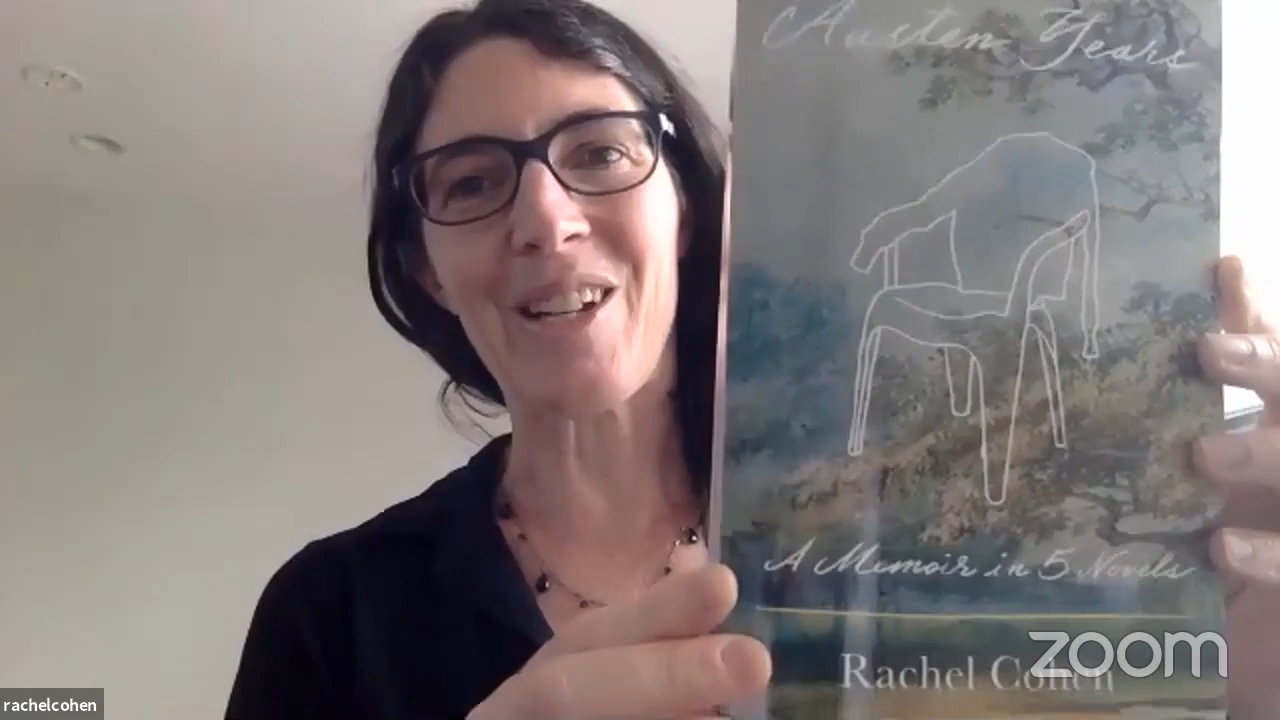 Austen Years
A Memoir in 5 Novels
Rachel Cohen
zoom
rachelcohen